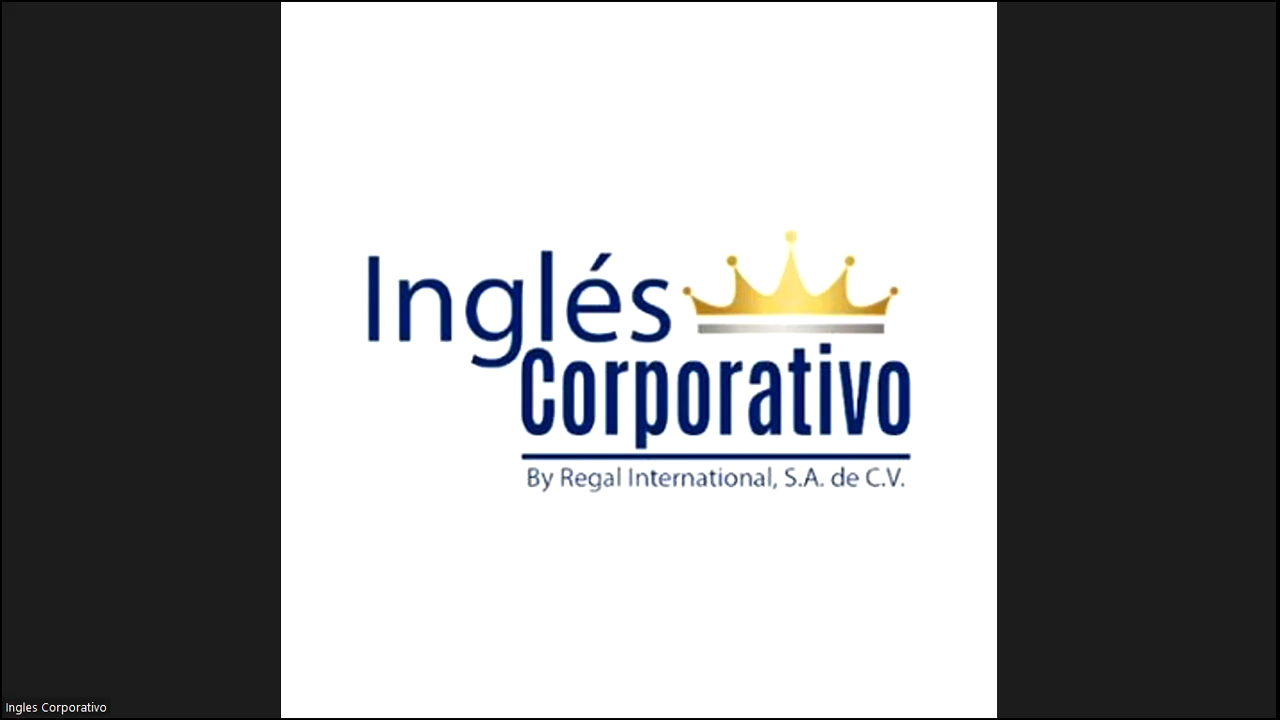 Inglés
Corporativo
By Regal International, S.A. de C.V.
Ingles Corporativo